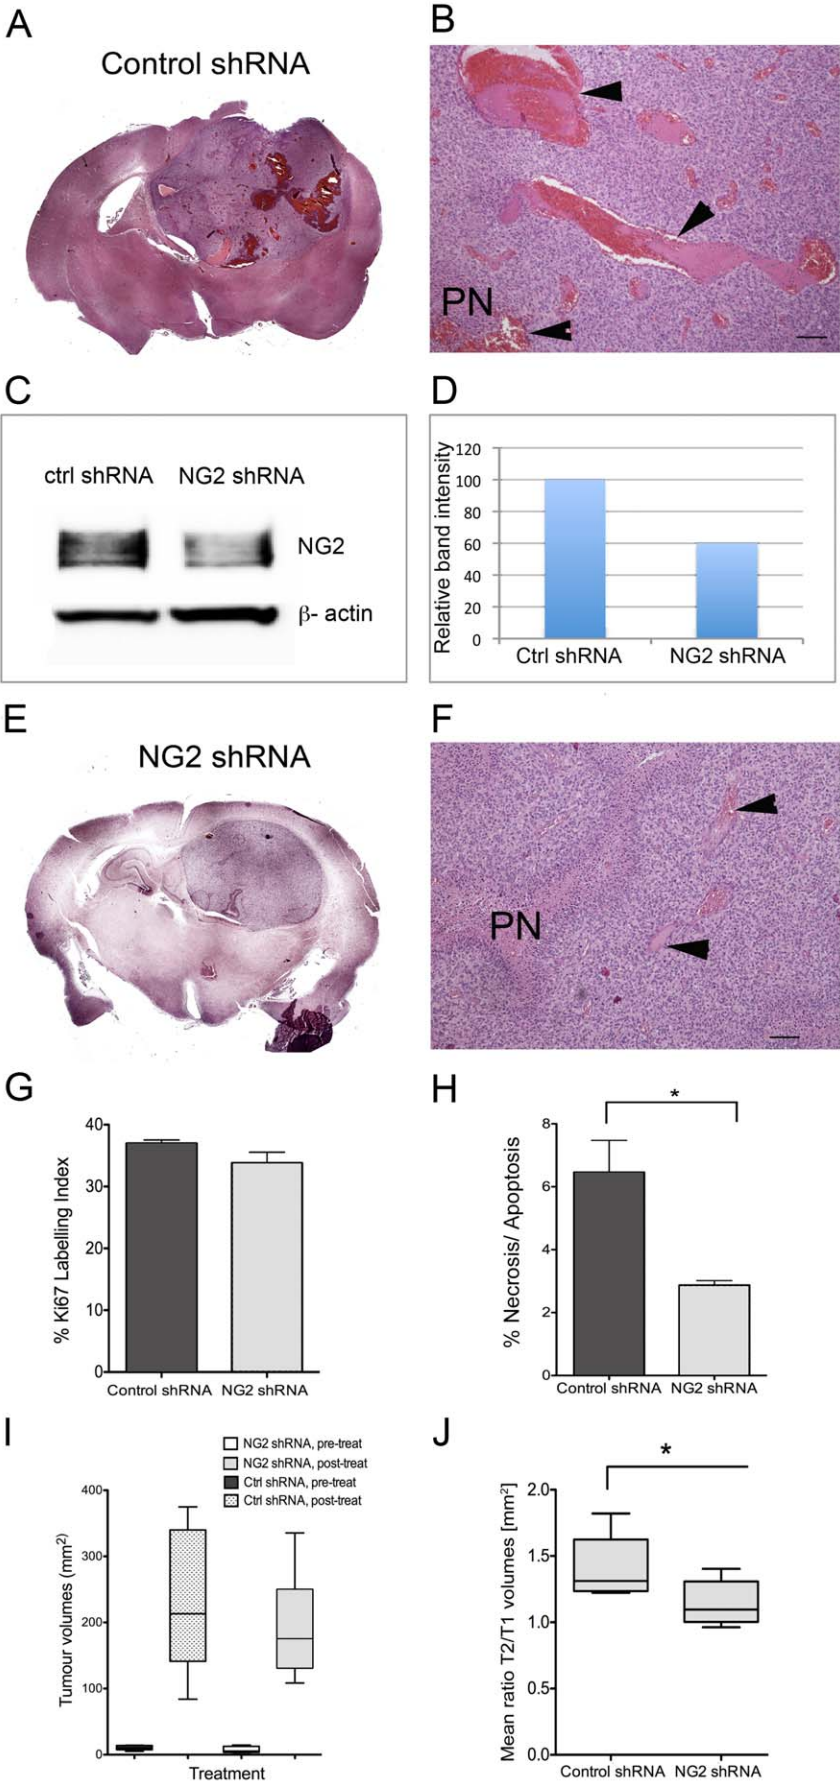 A
Control shRNA
B
PN
C
ctrl shRNA NG2 shRNA
NG2
β- actin
D
Relative band intensity
120
100
80
60
40
20
0
Ctrl shRNA NG2 shRNA
E
NG2 shRNA
F
PN
G
% Ki67 Labelling Index
40
30
20
10
0
Control shRNA NG2 shRNA
H
*
% Necrosis/ Apoptosis
8
6
4
2
0
Control shRNA NG2 shRNA
I
NG2 shRNA, pre-treat
NG2 shRNA, post-treat
Ctrl shRNA, pre-treat
Ctrl shRNA, post-treat
Tumour volumes (mm²)
400
300
200
100
0
Treatment
J
*
Mean ratio T2/T1 volumes [mm²]
2.0
1.5
1.0
0.5
0.0
Control shRNA NG2 shRNA